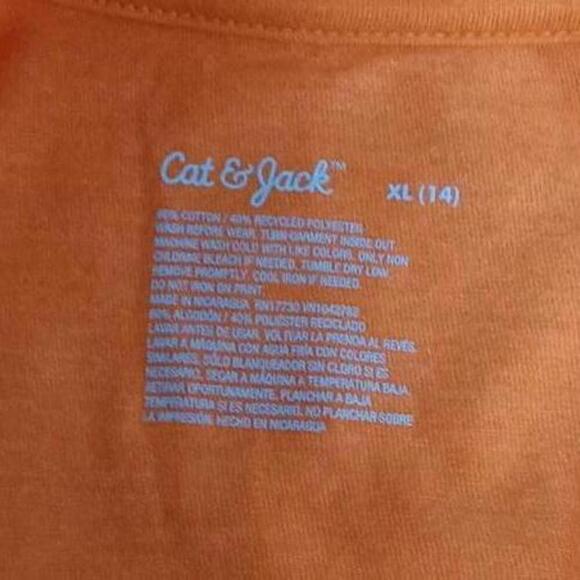 Cat & Jack™
XL (14)
60% COTTON / 40% RECYCLED POLYESTER
WASH BEFORE WEAR. TURN GARMENT INSIDE OUT.
MACHINE WASH COLD WITH LIKE COLORS. ONLY NON
CHLORINE BLEACH IF NEEDED. TUMBLE DRY LOW.
REMOVE PROMPTLY. COOL IRON IF NEEDED.
DO NOT IRON ON PRINT.
MADE IN NICARAGUA. RN17730
60% ALGODÓN / 40% POLIESTER RECICLADO
LAVAR ANTES DE USAR. VOLTEAR LA PRENDA AL REVÉS.
LAVAR A MÁQUINA CON AGUA FRÍA CON COLORES
SIMILARES. SÓLO BLANQUEADOR SIN CLORO SI ES
NECESARIO. SECAR A MÁQUINA A TEMPERATURA BAJA.
RETIRAR OPORTUNAMENTE. PLANCHAR A BAJA
TEMPERATURA SI ES NECESARIO. NO PLANCHAR SOBRE
LA IMPRESIÓN. HECHO EN NICARAGUA